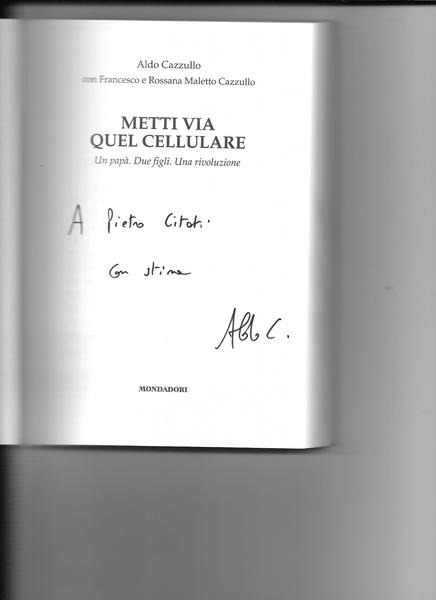 Aldo Cazzullo
con Francesco e Rossana Maletto Cazzullo
METTI VIA
QUEL CELLULARE
Un papà. Due figli. Una rivoluzione
A Pietro Citati
Con stima
Aldo C.
MONDADORI